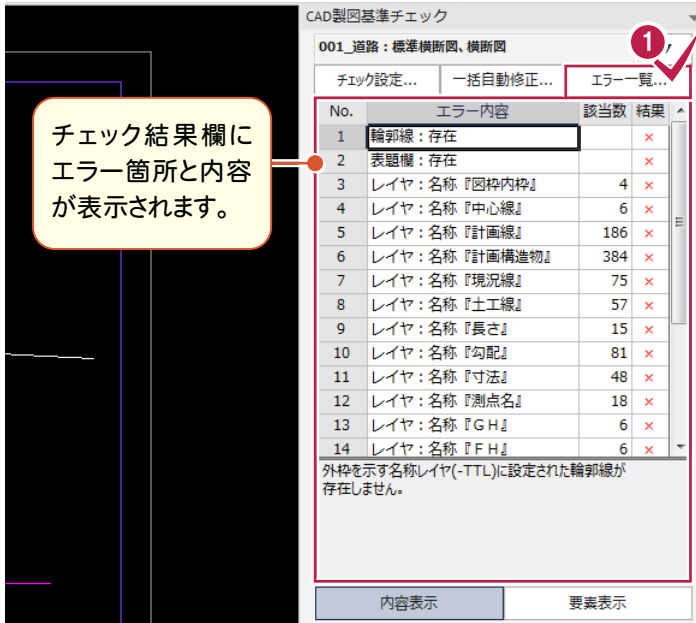 CAD製図基準チェック
001_道路：標準横断図、横断図
1
チェック設定... 一括自動修正... エラー一覧...
チェック結果欄に
エラー箇所と内容
が表示されます。
No. エラー内容 該当数 結果
1 輪郭線：存在 ×
2 表題欄：存在 ×
3 レイヤ：名称『図枠内枠』 4 ×
4 レイヤ：名称『中心線』 6 ×
5 レイヤ：名称『計画線』 186 ×
6 レイヤ：名称『計画構造物』 384 ×
7 レイヤ：名称『現況線』 75 ×
8 レイヤ：名称『土工線』 57 ×
9 レイヤ：名称『長さ』 15 ×
10 レイヤ：名称『勾配』 81 ×
11 レイヤ：名称『寸法』 48 ×
12 レイヤ：名称『測点名』 18 ×
13 レイヤ：名称『ＧＨ』 6 ×
14 レイヤ：名称『ＦＨ』 6 ×
外枠を示す名称レイヤ(-TTL)に設定された輪郭線が
存在しません。
内容表示 要素表示